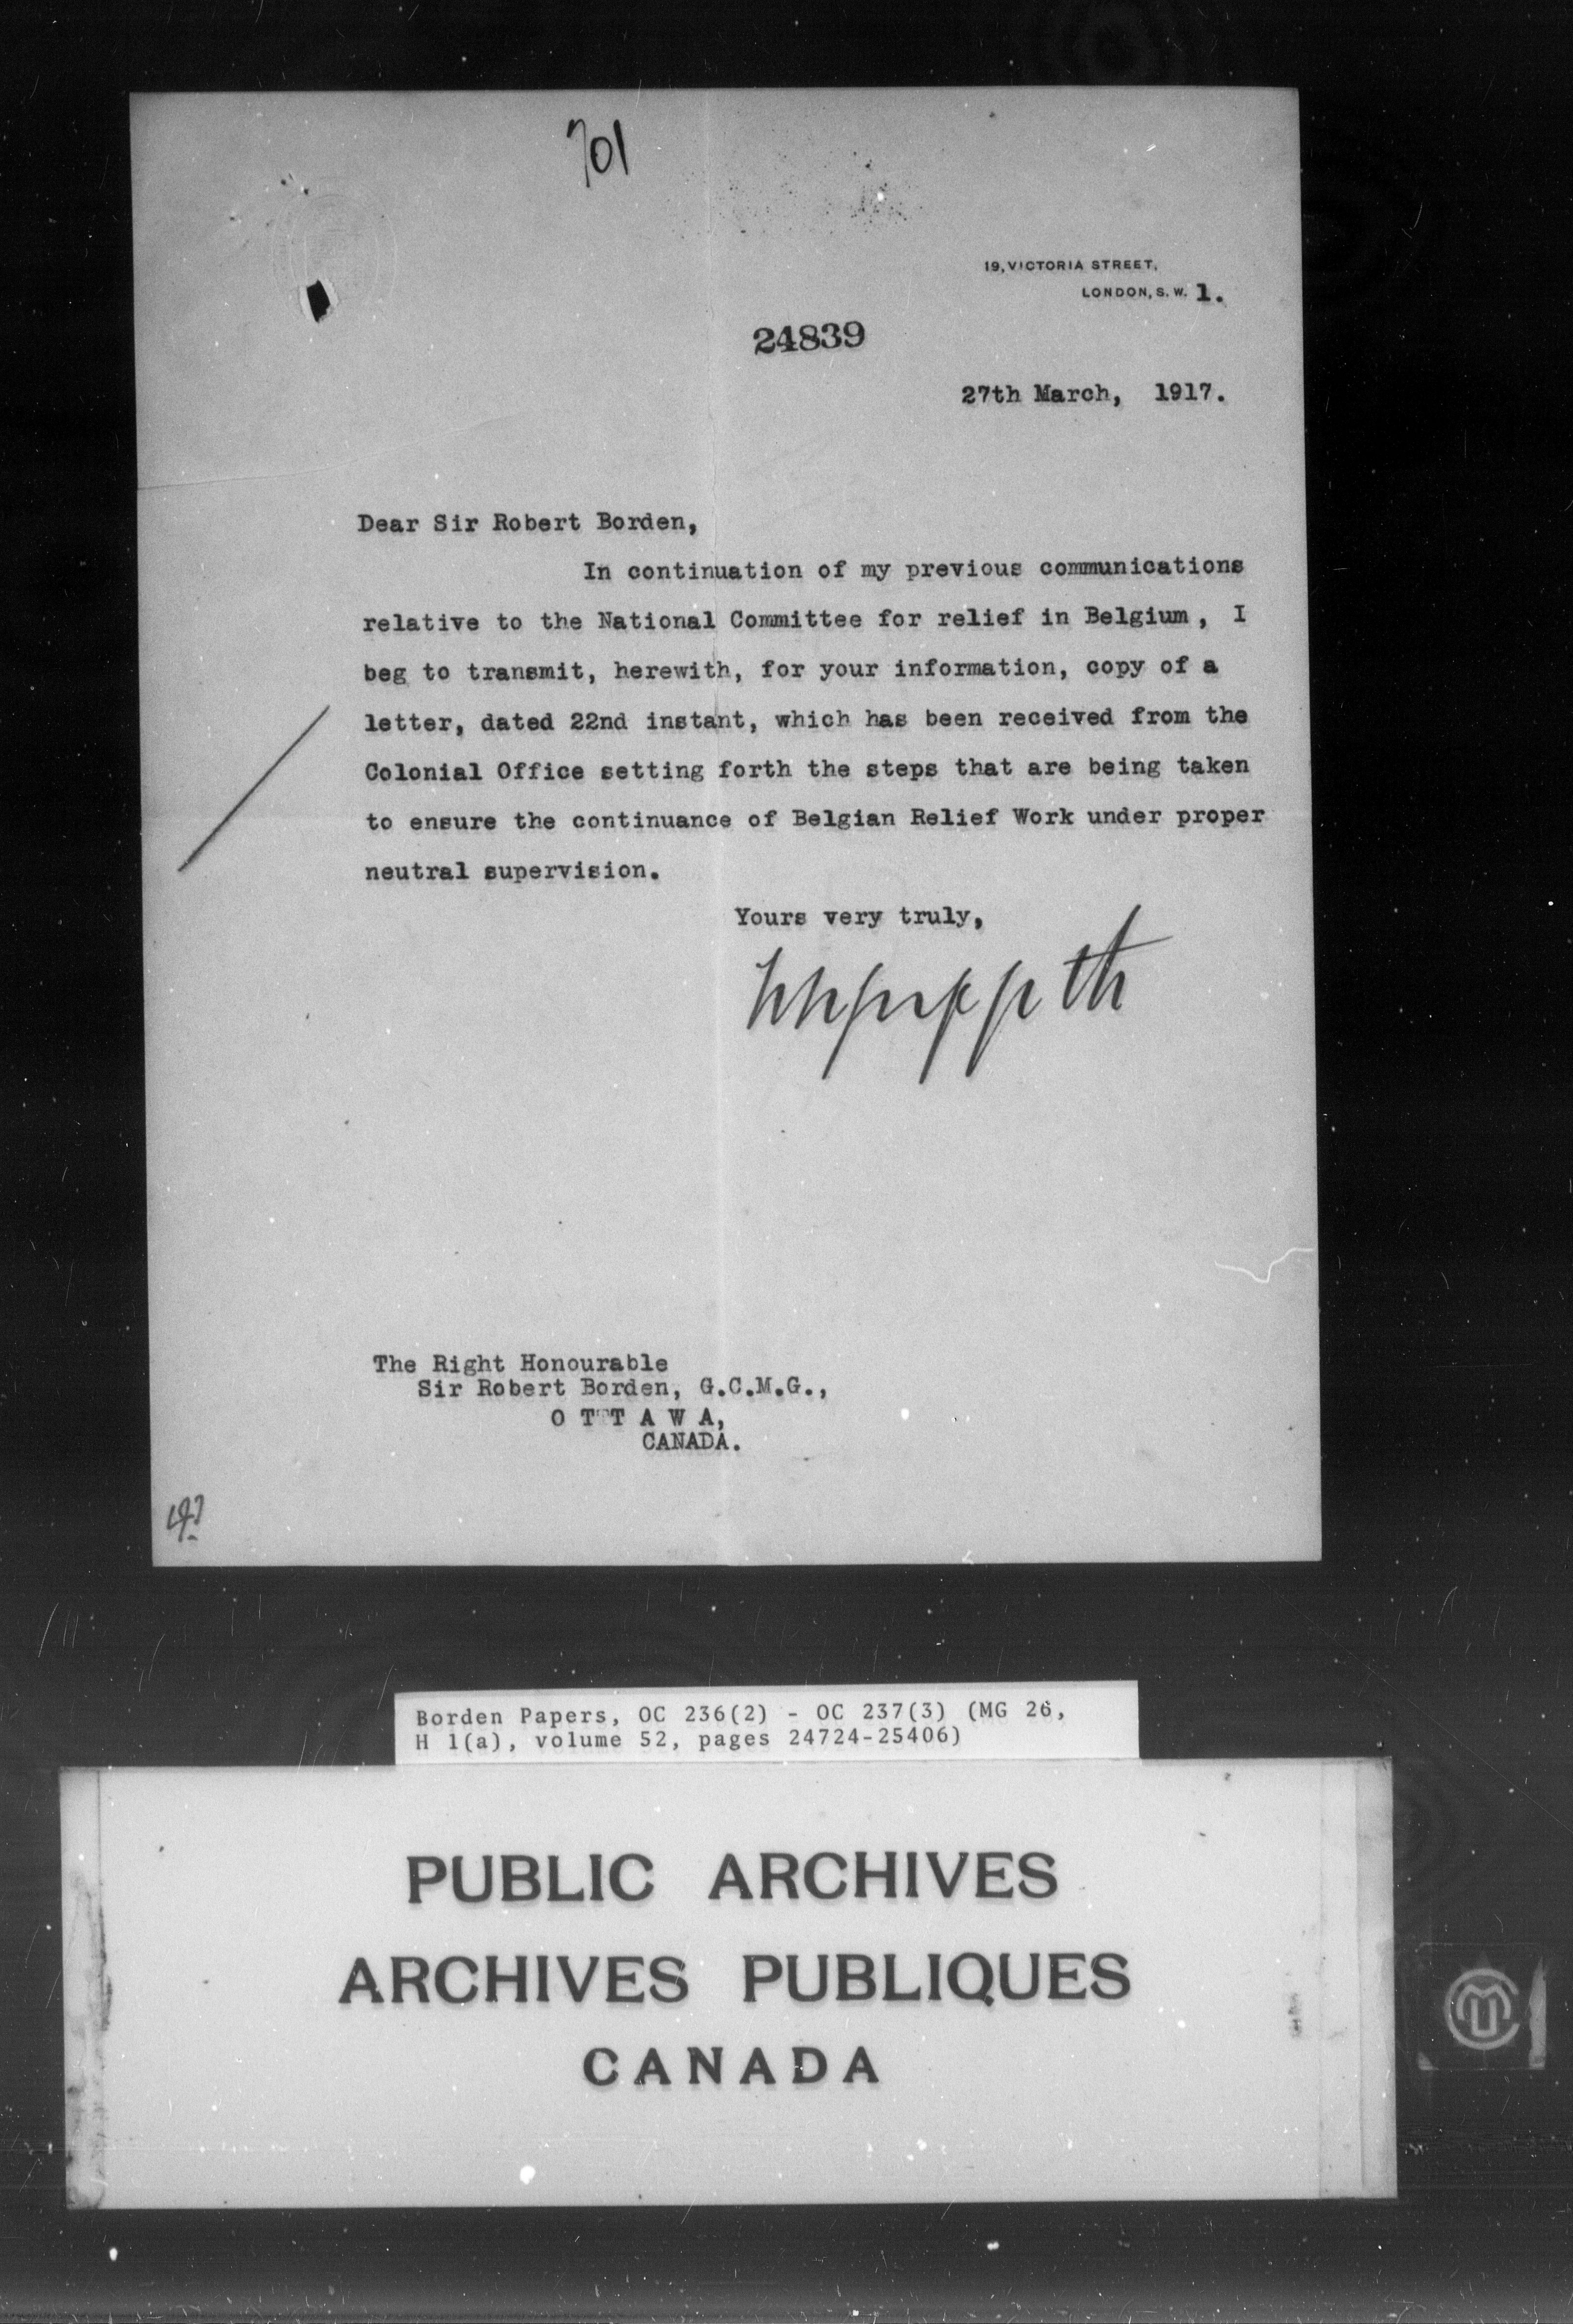 701
19, VICTORIA STREET,
LONDON, S.W. 1.
24839
27th March, 1917.
Dear Sir Robert Borden,
In continuation of my previous communications
relative to the National Committee for relief in Belgium, I
beg to transmit, herewith, for your information, copy of a
letter, dated 22nd instant, which has been received from the
Colonial Office setting forth the steps that are being taken
to ensure the continuance of Belgian Relief Work under proper
neutral supervision.
Yours very truly,
The Right Honourable
Sir Robert Borden, G.C.M.G.,
O T T A W A,
CANADA.
Borden Papers, OC 236(2) - OC 237(3) (MG 26,
H 1(a), volume 52, pages 24724-25406)
PUBLIC ARCHIVES
ARCHIVES PUBLIQUES
CANADA